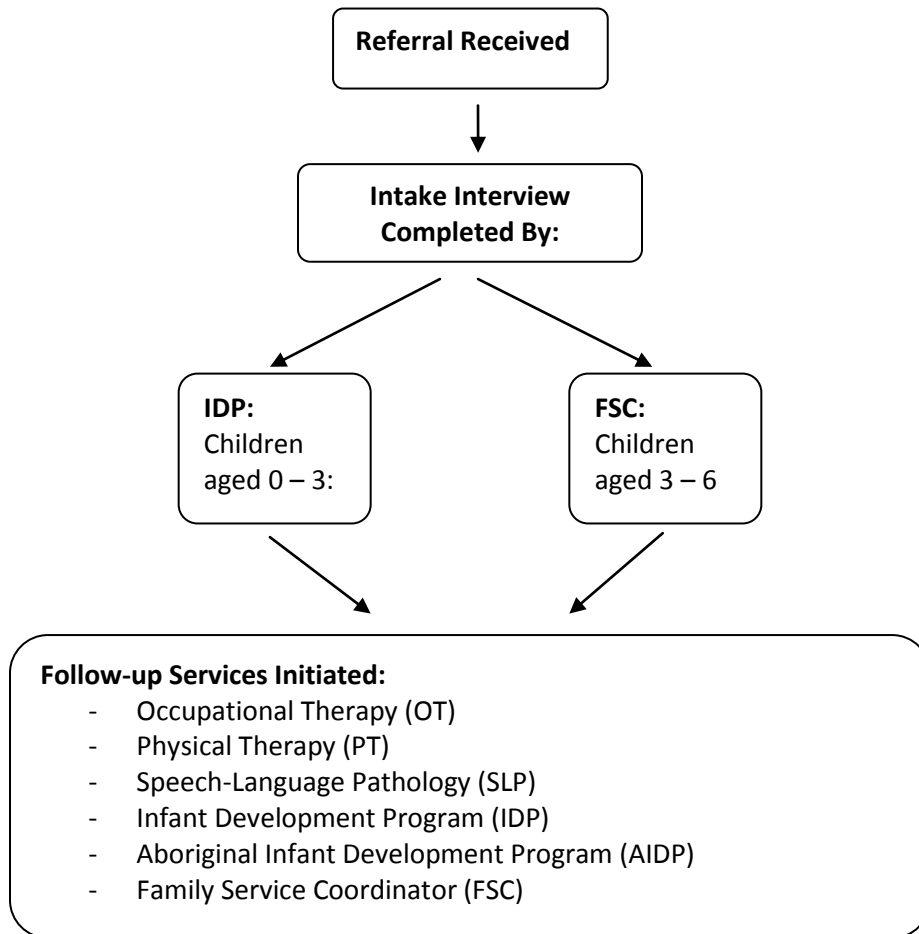 Referral Received
Intake Interview
Completed By:
IDP:
Children
aged 0 – 3:
FSC:
Children
aged 3 – 6
Follow-up Services Initiated:
- Occupational Therapy (OT)
- Physical Therapy (PT)
- Speech-Language Pathology (SLP)
- Infant Development Program (IDP)
- Aboriginal Infant Development Program (AIDP)
- Family Service Coordinator (FSC)